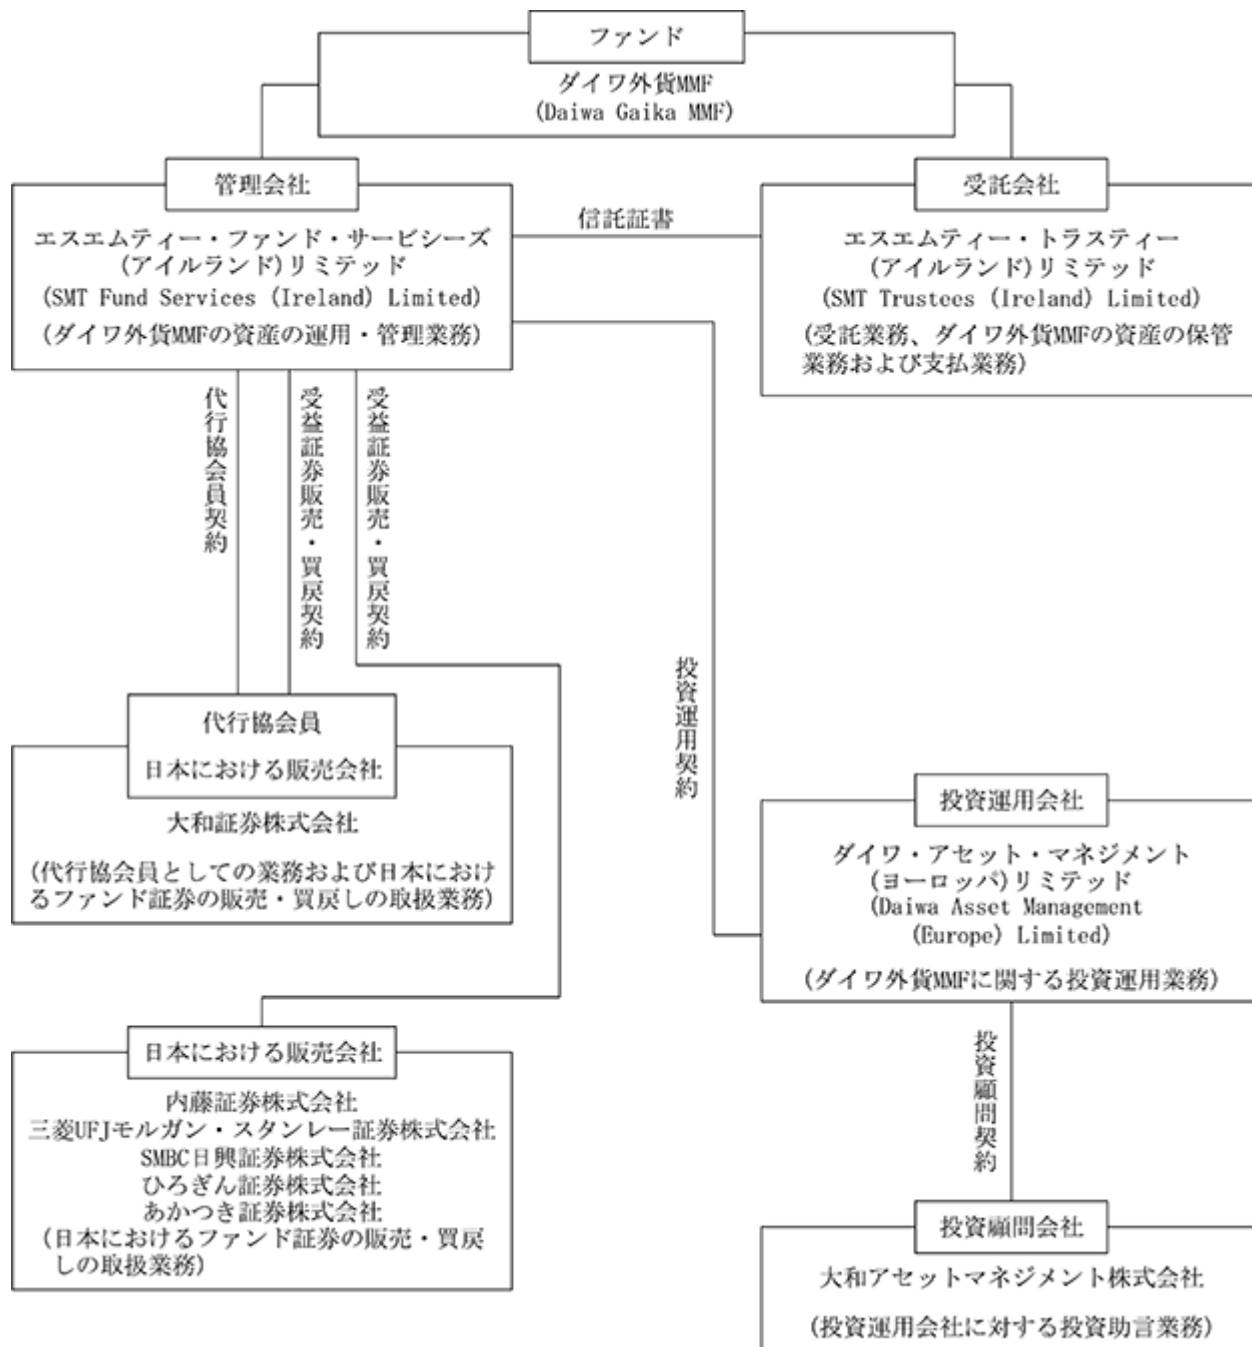 ファンド
ダイワ外貨MMF
(Daiwa Gaika MMF)
管理会社
エスエムティー・ファンド・サービシーズ
(アイルランド)リミテッド
(SMT Fund Services (Ireland) Limited)
(ダイワ外貨MMFの資産の運用・管理業務)
信託証書
受託会社
エスエムティー・トラスティー
(アイルランド)リミテッド
(SMT Trustees (Ireland) Limited)
(受託業務、ダイワ外貨MMFの資産の保管
業務および支払業務)
代行協会員契約
受益証券販売・買戻契約
受益証券販売・買戻契約
投資運用契約
代行協会員
日本における販売会社
大和証券株式会社
(代行協会員としての業務および日本におけ
るファンド証券の販売・買戻しの取扱業務)
投資運用会社
ダイワ・アセット・マネジメント
(ヨーロッパ)リミテッド
(Daiwa Asset Management
(Europe) Limited)
(ダイワ外貨MMFに関する投資運用業務)
日本における販売会社
内藤証券株式会社
三菱UFJモルガン・スタンレー証券株式会社
SMBC日興証券株式会社
ひろぎん証券株式会社
あかつき証券株式会社
(日本におけるファンド証券の販売・買戻
しの取扱業務)
投資顧問契約
投資顧問会社
大和アセットマネジメント株式会社
(投資運用会社に対する投資助言業務)